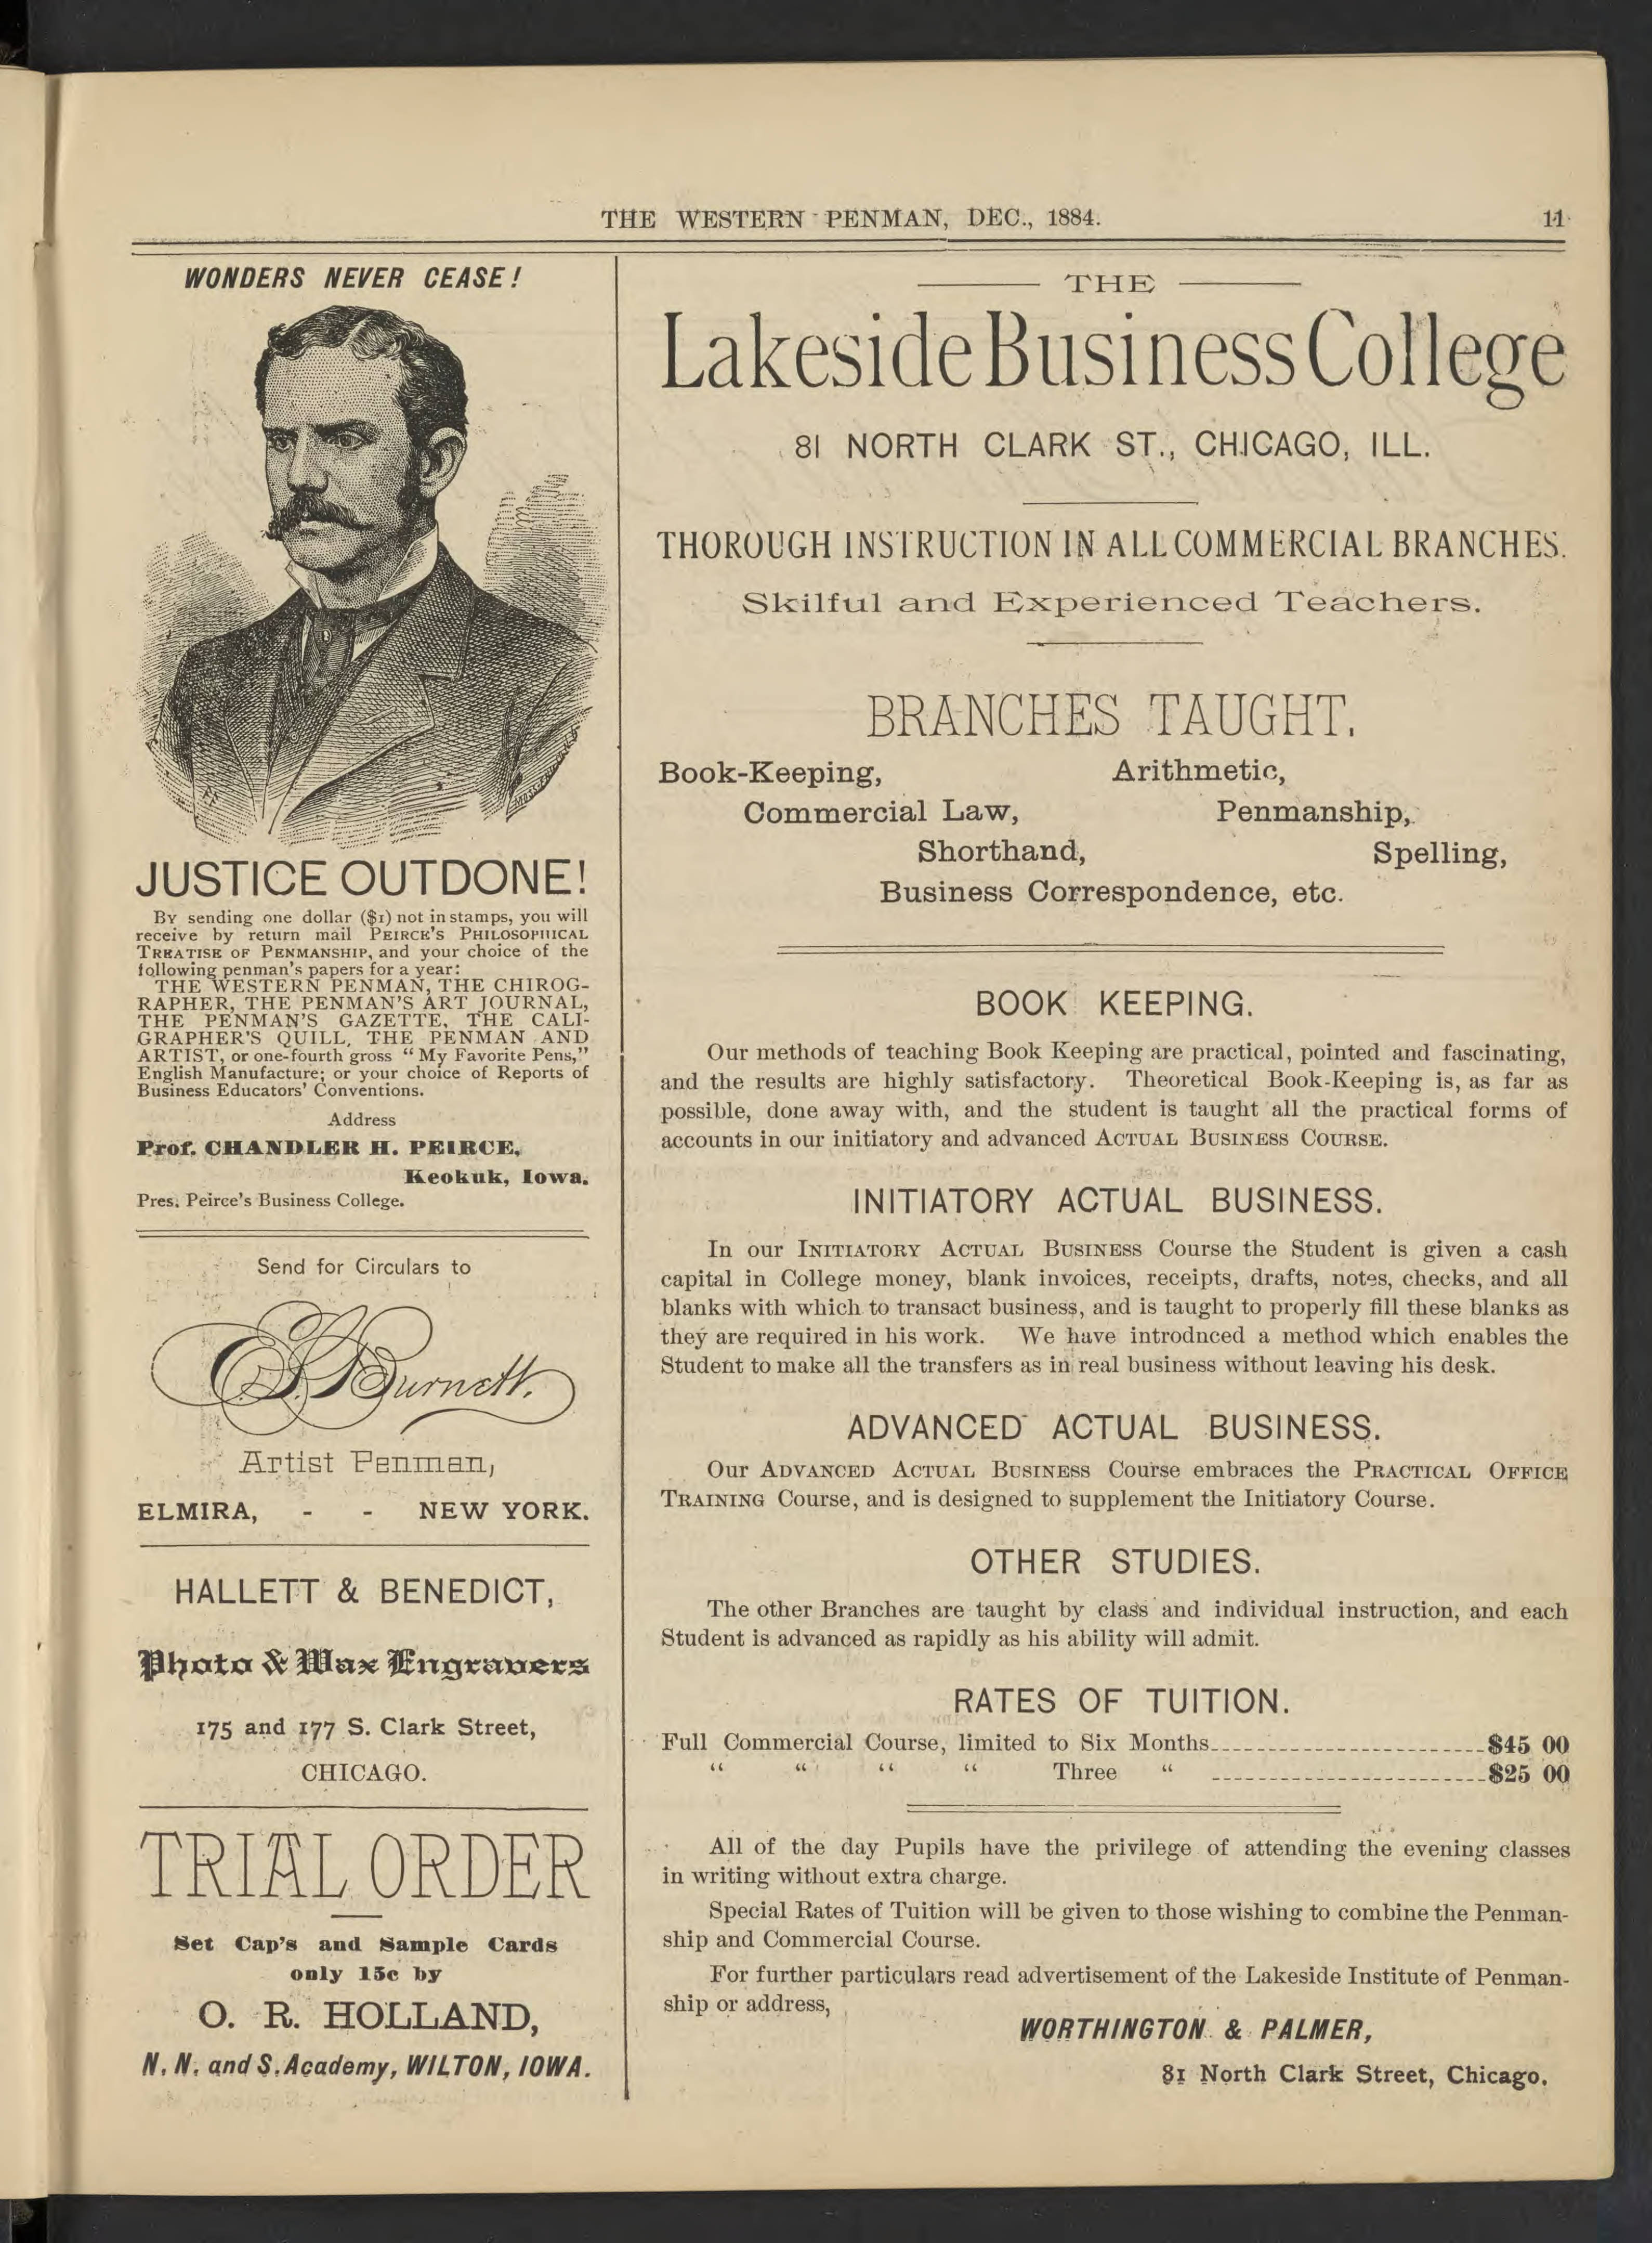 THE WESTERN PENMAN, DEC., 1884. 11
WONDERS NEVER CEASE!
JUSTICE OUTDONE!
By sending one dollar ($1) not in stamps, you will
receive by return mail Peirce's Philosophical
Treatise of Penmanship, and your choice of the
following penman's papers for a year:
THE WESTERN PENMAN, THE CHIROG-
RAPHER, THE PENMAN'S ART JOURNAL,
THE PENMAN'S GAZETTE, THE CALI-
GRAPHER'S QUILL, THE PENMAN AND
ARTIST, or one-fourth gross “My Favorite Pens,”
English Manufacture; or your choice of Reports of
Business Educators' Conventions.
Address
Prof. CHANDLER H. PEIRCE,
Keokuk, Iowa.
Pres. Peirce's Business College.
Send for Circulars to
Burnett.
Artist Penman,
ELMIRA, - - NEW YORK.
HALLETT & BENEDICT,
Photo & Wax Engravers
175 and 177 S. Clark Street,
CHICAGO.
TRIAL ORDER
Set Cap's and Sample Cards
only 15c by
O. R. HOLLAND,
N. N. and S. Academy, WILTON, IOWA.
THE
Lakeside Business College
81 NORTH CLARK ST., CHICAGO, ILL.
THOROUGH INSTRUCTION IN ALL COMMERCIAL BRANCHES.
Skilful and Experienced Teachers.
BRANCHES TAUGHT.
Book-Keeping, Arithmetic,
Commercial Law, Penmanship,
Shorthand, Spelling,
Business Correspondence, etc.
BOOK KEEPING.
Our methods of teaching Book Keeping are practical, pointed and fascinating,
and the results are highly satisfactory. Theoretical Book-Keeping is, as far as
possible, done away with, and the student is taught all the practical forms of
accounts in our initiatory and advanced Actual Business Course.
INITIATORY ACTUAL BUSINESS.
In our Initiatory Actual Business Course the Student is given a cash
capital in College money, blank invoices, receipts, drafts, notes, checks, and all
blanks with which to transact business, and is taught to properly fill these blanks as
they are required in his work. We have introdnced a method which enables the
Student to make all the transfers as in real business without leaving his desk.
ADVANCED ACTUAL BUSINESS.
Our Advanced Actual Business Course embraces the Practical Office
Training Course, and is designed to supplement the Initiatory Course.
OTHER STUDIES.
The other Branches are taught by class and individual instruction, and each
Student is advanced as rapidly as his ability will admit.
RATES OF TUITION.
Full Commercial Course, limited to Six Months $45 00
“ “ “ “ Three “ $25 00
All of the day Pupils have the privilege of attending the evening classes
in writing without extra charge.
Special Rates of Tuition will be given to those wishing to combine the Penman-
ship and Commercial Course.
For further particulars read advertisement of the Lakeside Institute of Penman-
ship or address,
WORTHINGTON & PALMER,
81 North Clark Street, Chicago.